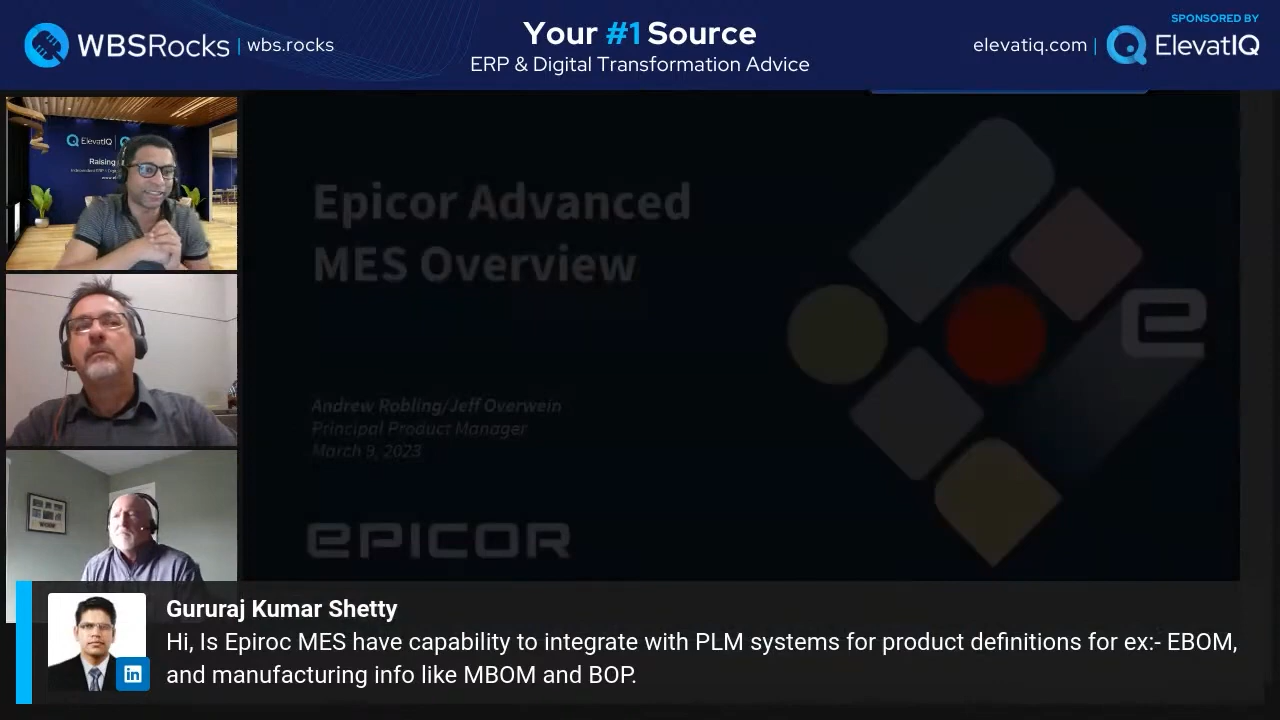 WBSRocks | wbs.rocks
Your #1 Source
ERP & Digital Transformation Advice
SPONSORED BY
elevatiq.com | ElevatIQ
ElevatIQ
Raising
Epicor Advanced
MES Overview
Andrew Robling/Jeff Overwein
Principal Product Manager
March 9, 2023
EPICOR
e
Gururaj Kumar Shetty
Hi, Is Epiroc MES have capability to integrate with PLM systems for product definitions for ex:- EBOM,
and manufacturing info like MBOM and BOP.
in